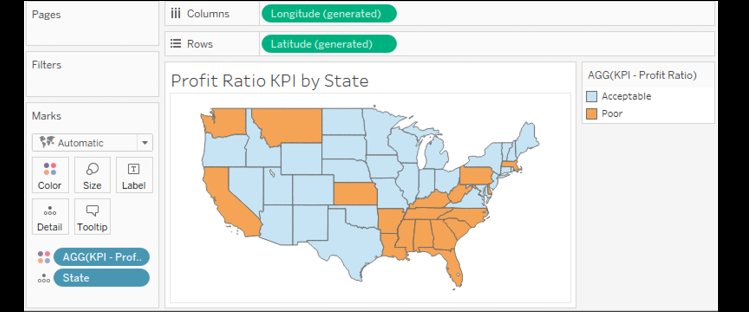 Pages
Columns
Longitude (generated)
Rows
Latitude (generated)
Filters
Marks
Automatic
Color
Size
Label
Detail
Tooltip
AGG(KPI - Prof..
State
Profit Ratio KPI by State
AGG(KPI - Profit Ratio)
Acceptable
Poor